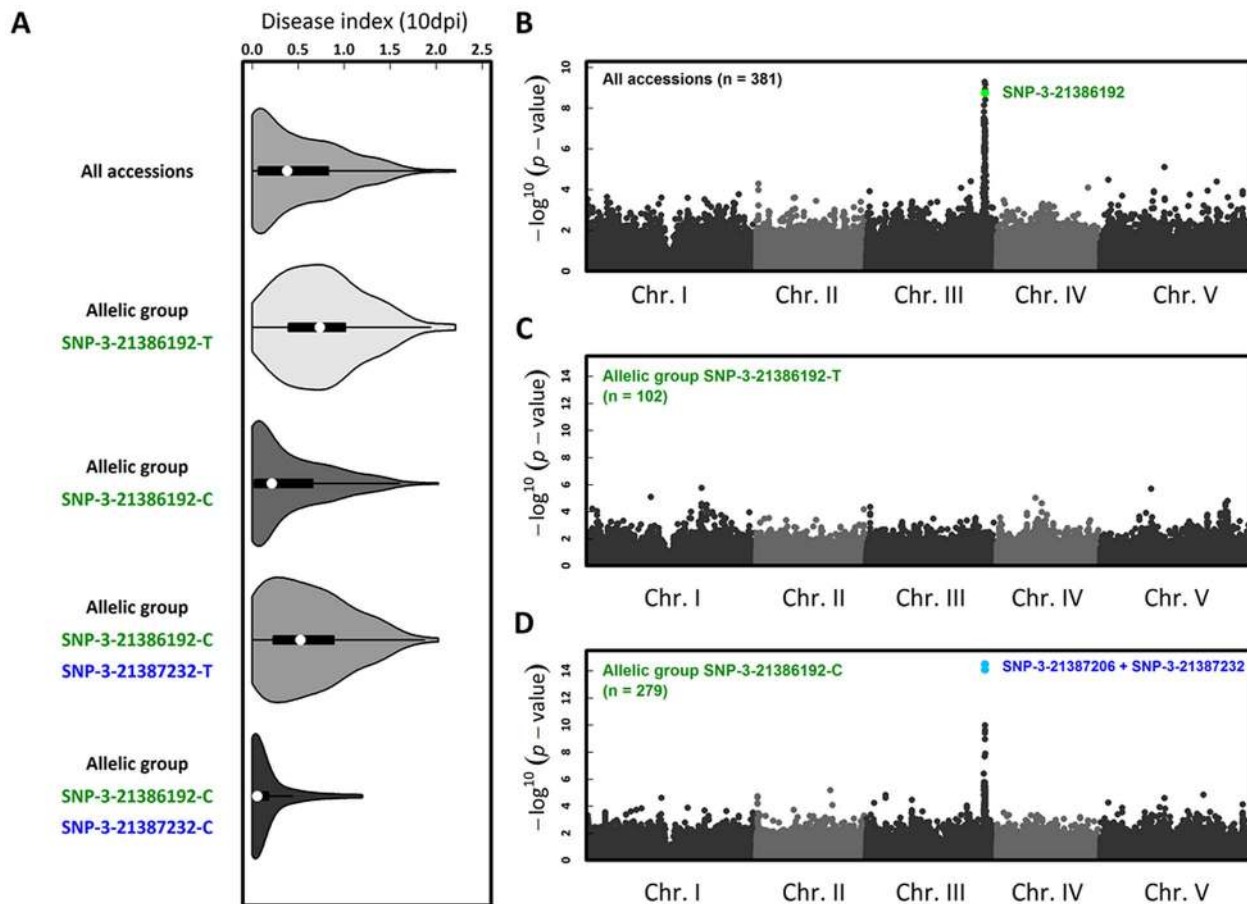 A
Disease index (10dpi)
0.0 0.5 1.0 1.5 2.0 2.5
All accessions
Allelic group
SNP-3-21386192-T
Allelic group
SNP-3-21386192-C
Allelic group
SNP-3-21386192-C
SNP-3-21387232-T
Allelic group
SNP-3-21386192-C
SNP-3-21387232-C
B
All accessions (n = 381)
SNP-3-21386192
−log10 (p − value)
10
8
6
4
2
0
Chr. I Chr. II Chr. III Chr. IV Chr. V
C
Allelic group SNP-3-21386192-T
(n = 102)
−log10 (p − value)
14
12
10
8
6
4
2
0
Chr. I Chr. II Chr. III Chr. IV Chr. V
D
Allelic group SNP-3-21386192-C
(n = 279)
SNP-3-21387206 + SNP-3-21387232
−log10 (p − value)
14
12
10
8
6
4
2
0
Chr. I Chr. II Chr. III Chr. IV Chr. V